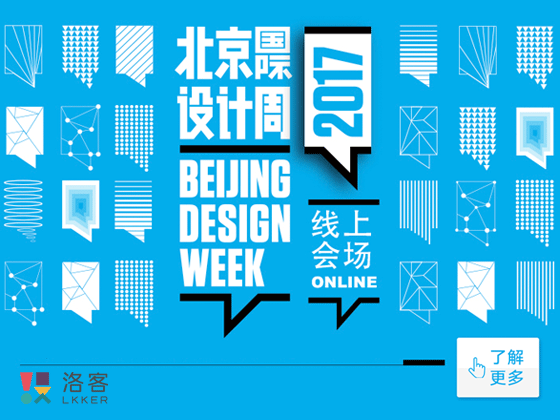 北京国际
设计周
2017
BEIJING
DESIGN
WEEK
线上
会场
ONLINE
洛客
LKKER
了解
更多